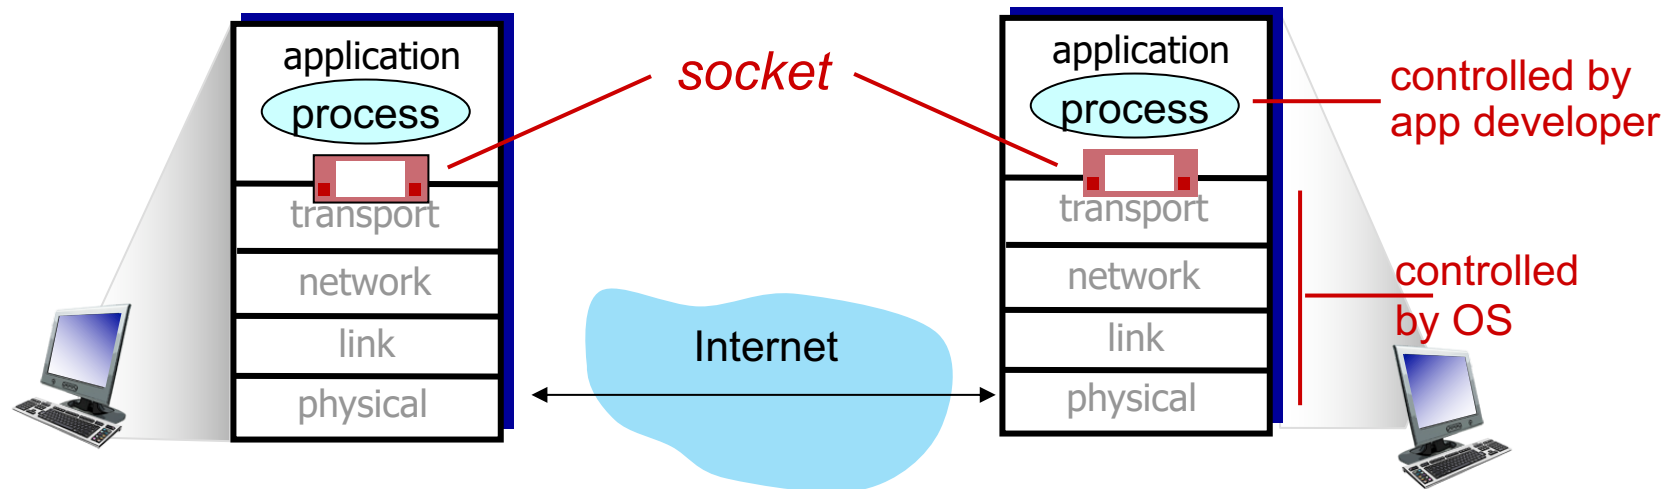 application
process
transport
network
link
physical
socket
Internet
application
process
transport
network
link
physical
controlled by
app developer
controlled
by OS